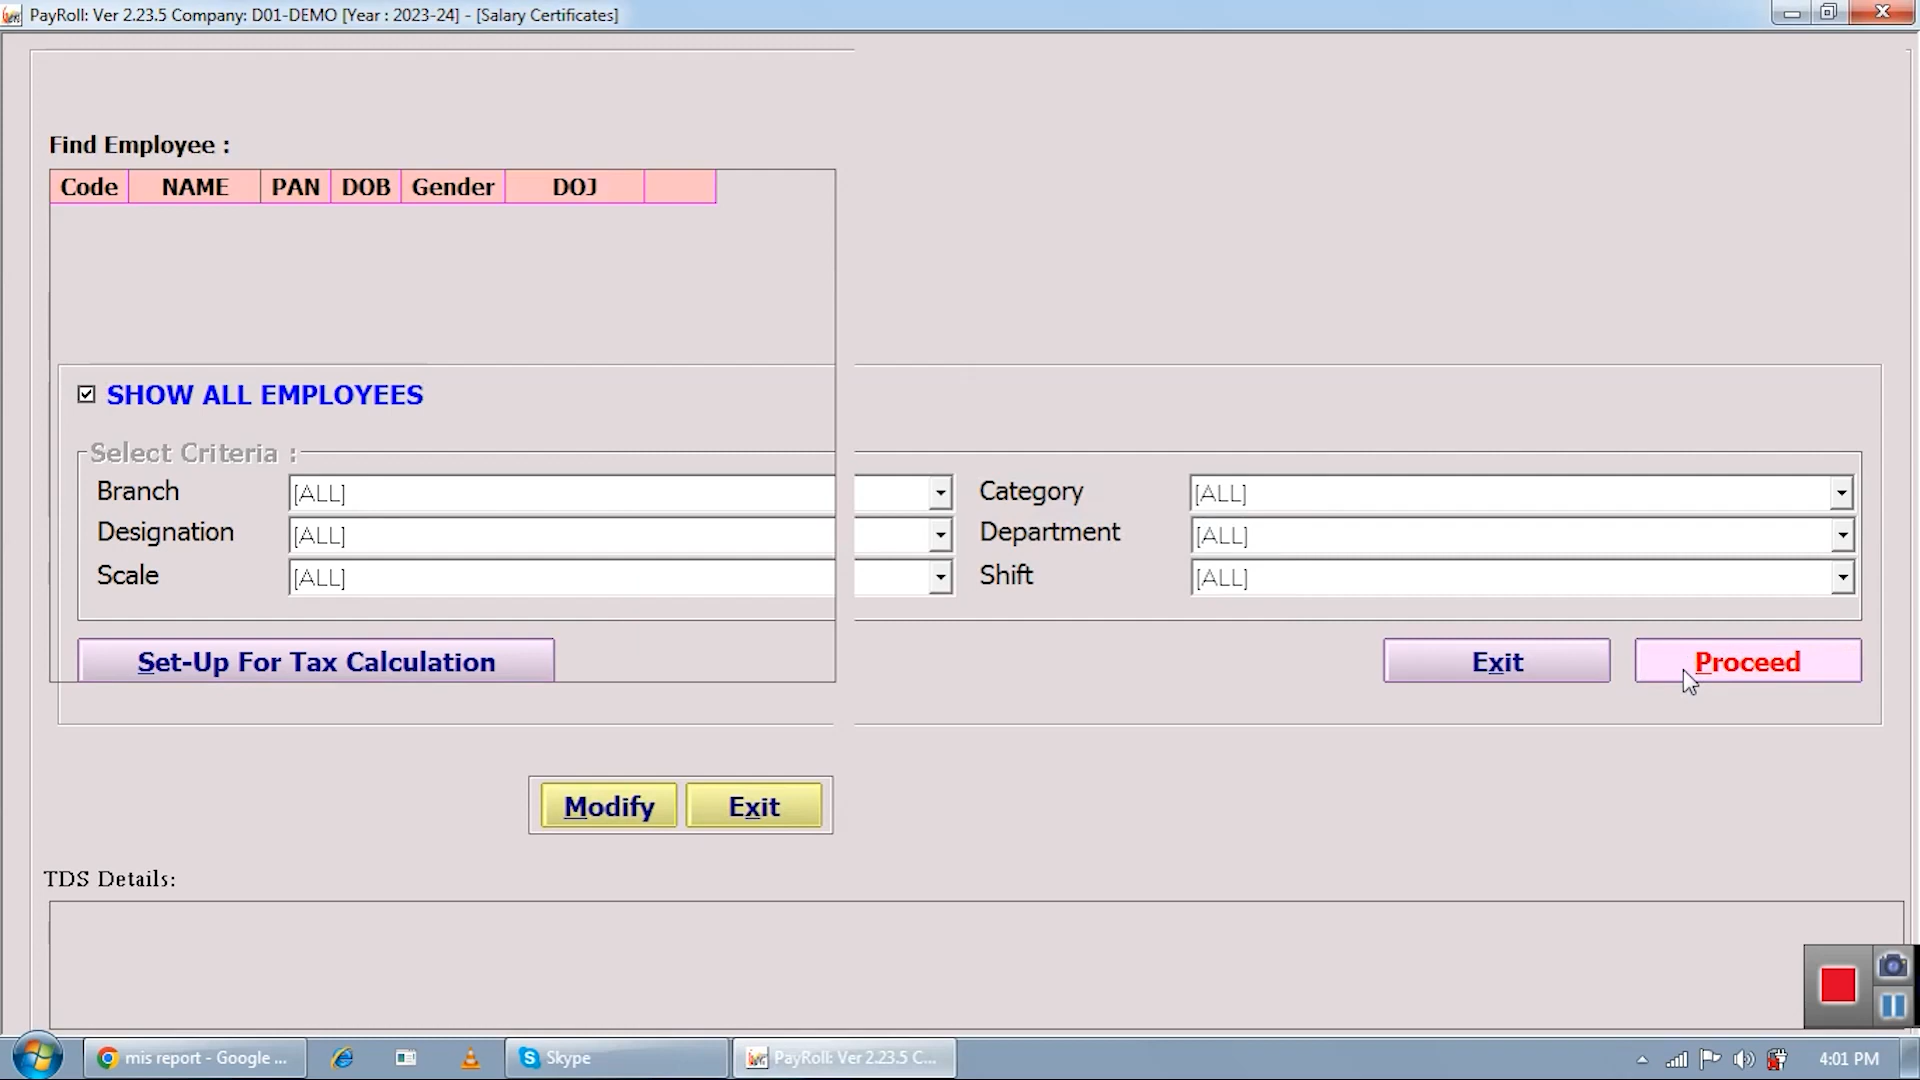 PayRoll: Ver 2.23.5 Company: D01-DEMO [Year : 2023-24] - [Salary Certificates]
Find Employee :
Code NAME PAN DOB Gender DOJ
SHOW ALL EMPLOYEES
Select Criteria :
Branch [ALL] Category [ALL]
Designation [ALL] Department [ALL]
Scale [ALL] Shift [ALL]
Set-Up For Tax Calculation Exit Proceed
Modify Exit
TDS Details:
mis report - Google ... Skype PayRoll: Ver 2.23.5 C... 4:01 PM